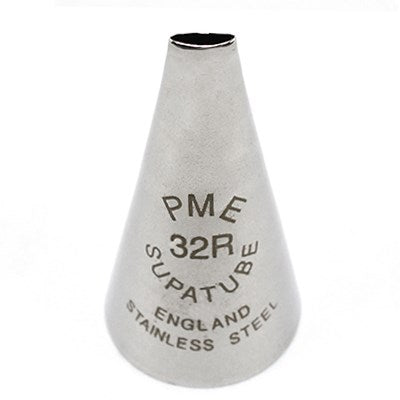 PME
32R
SUPATUBE
ENGLAND
STAINLESS STEEL